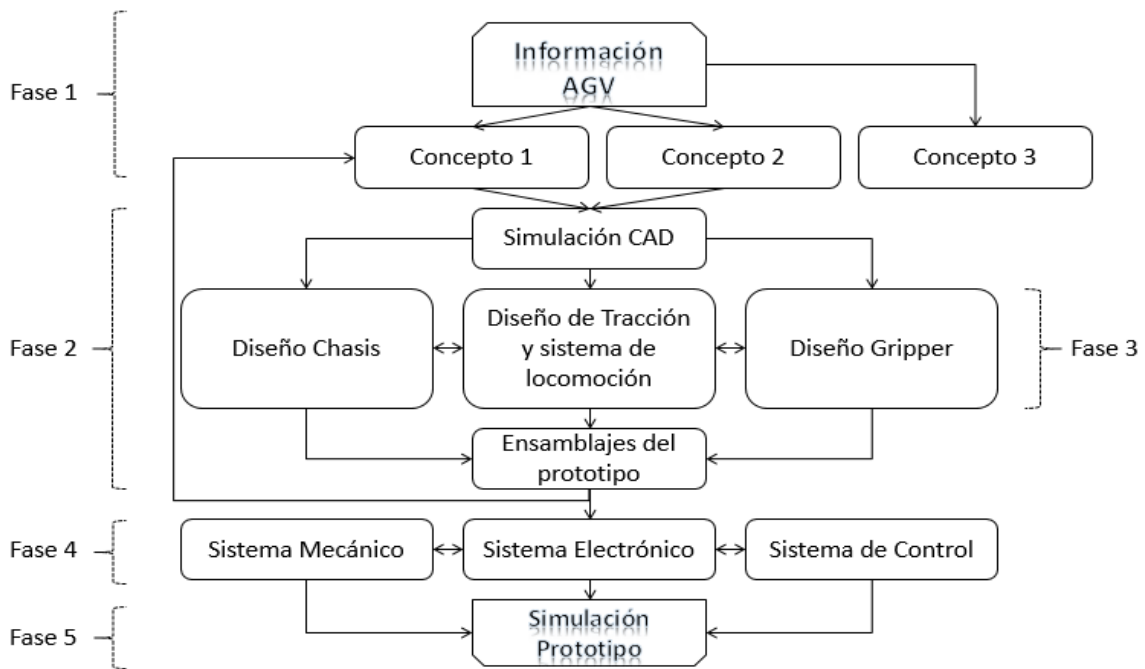 Información
AGV
Fase 1
Concepto 1
Concepto 2
Concepto 3
Simulación CAD
Fase 2
Diseño Chasis
Diseño de Tracción
y sistema de
locomoción
Diseño Gripper
Fase 3
Ensamblajes del
prototipo
Fase 4
Sistema Mecánico
Sistema Electrónico
Sistema de Control
Fase 5
Simulación
Prototipo